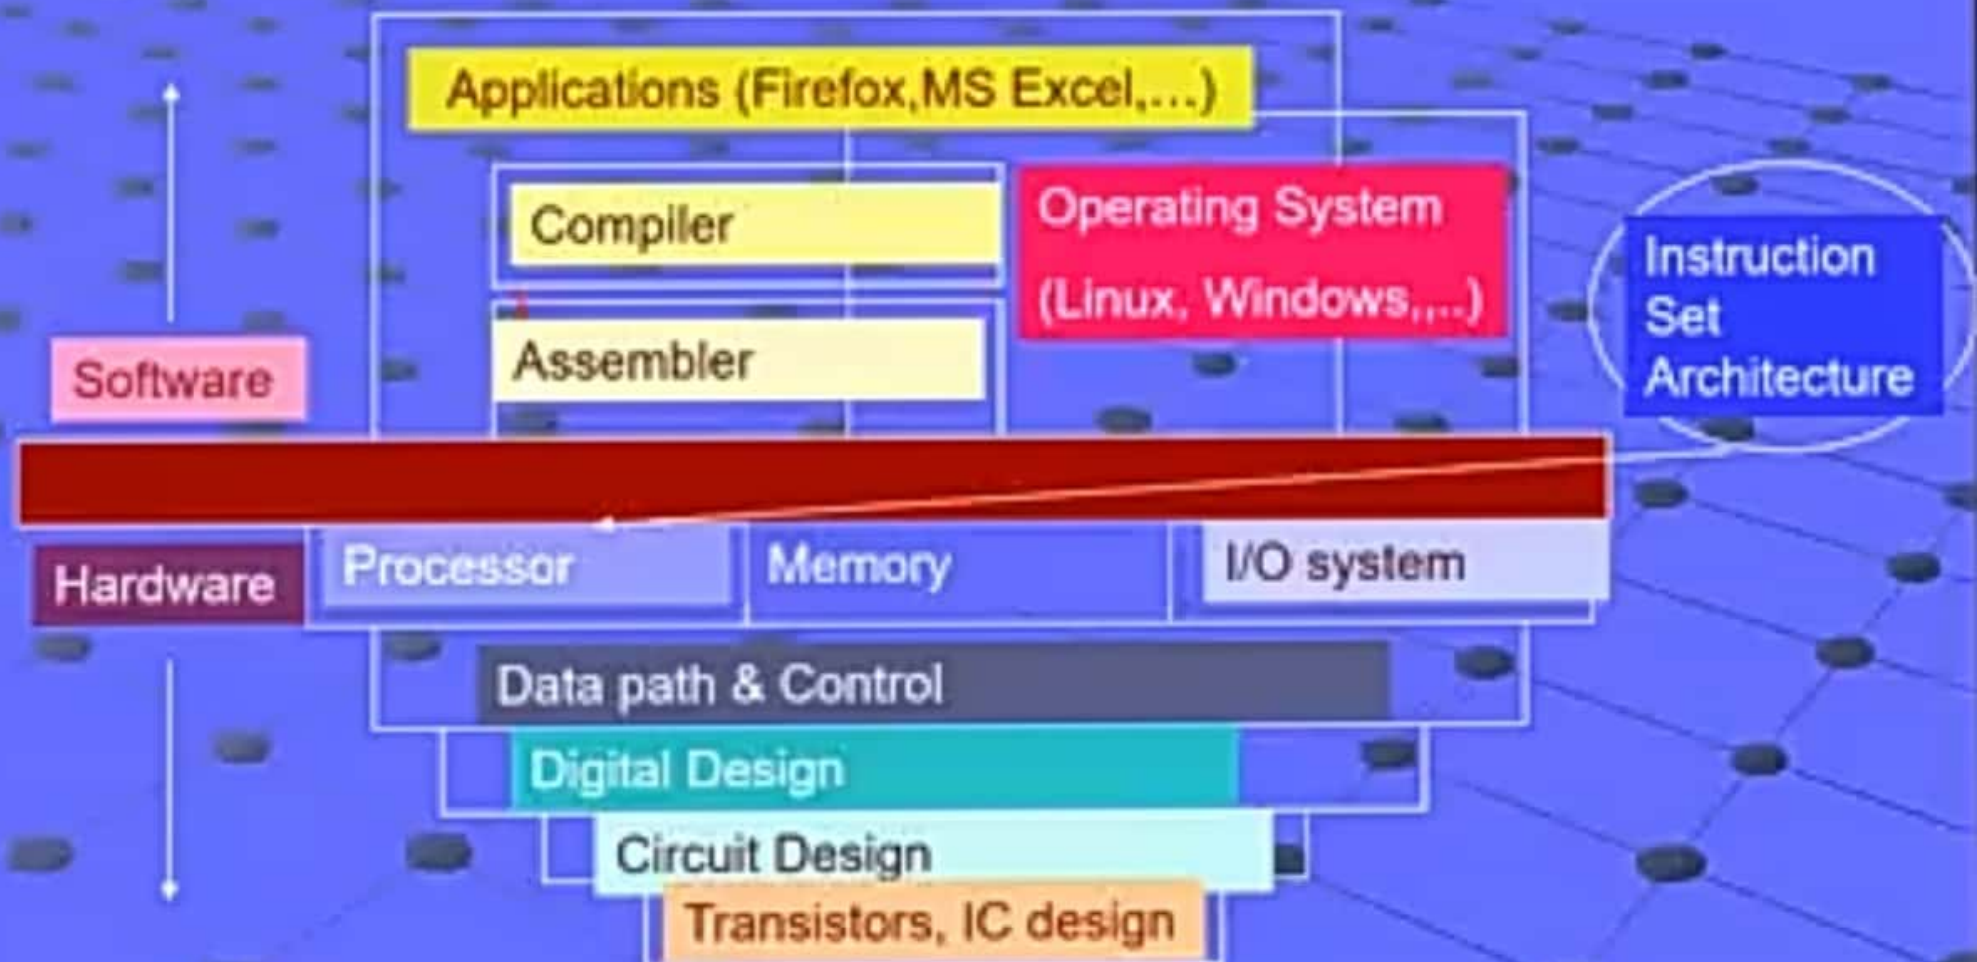 Applications (Firefox,MS Excel,...)
Compiler
Operating System
(Linux, Windows,,..)
Instruction
Set
Architecture
Assembler
Software
Hardware
Processor
Memory
I/O system
Data path & Control
Digital Design
Circuit Design
Transistors, IC design